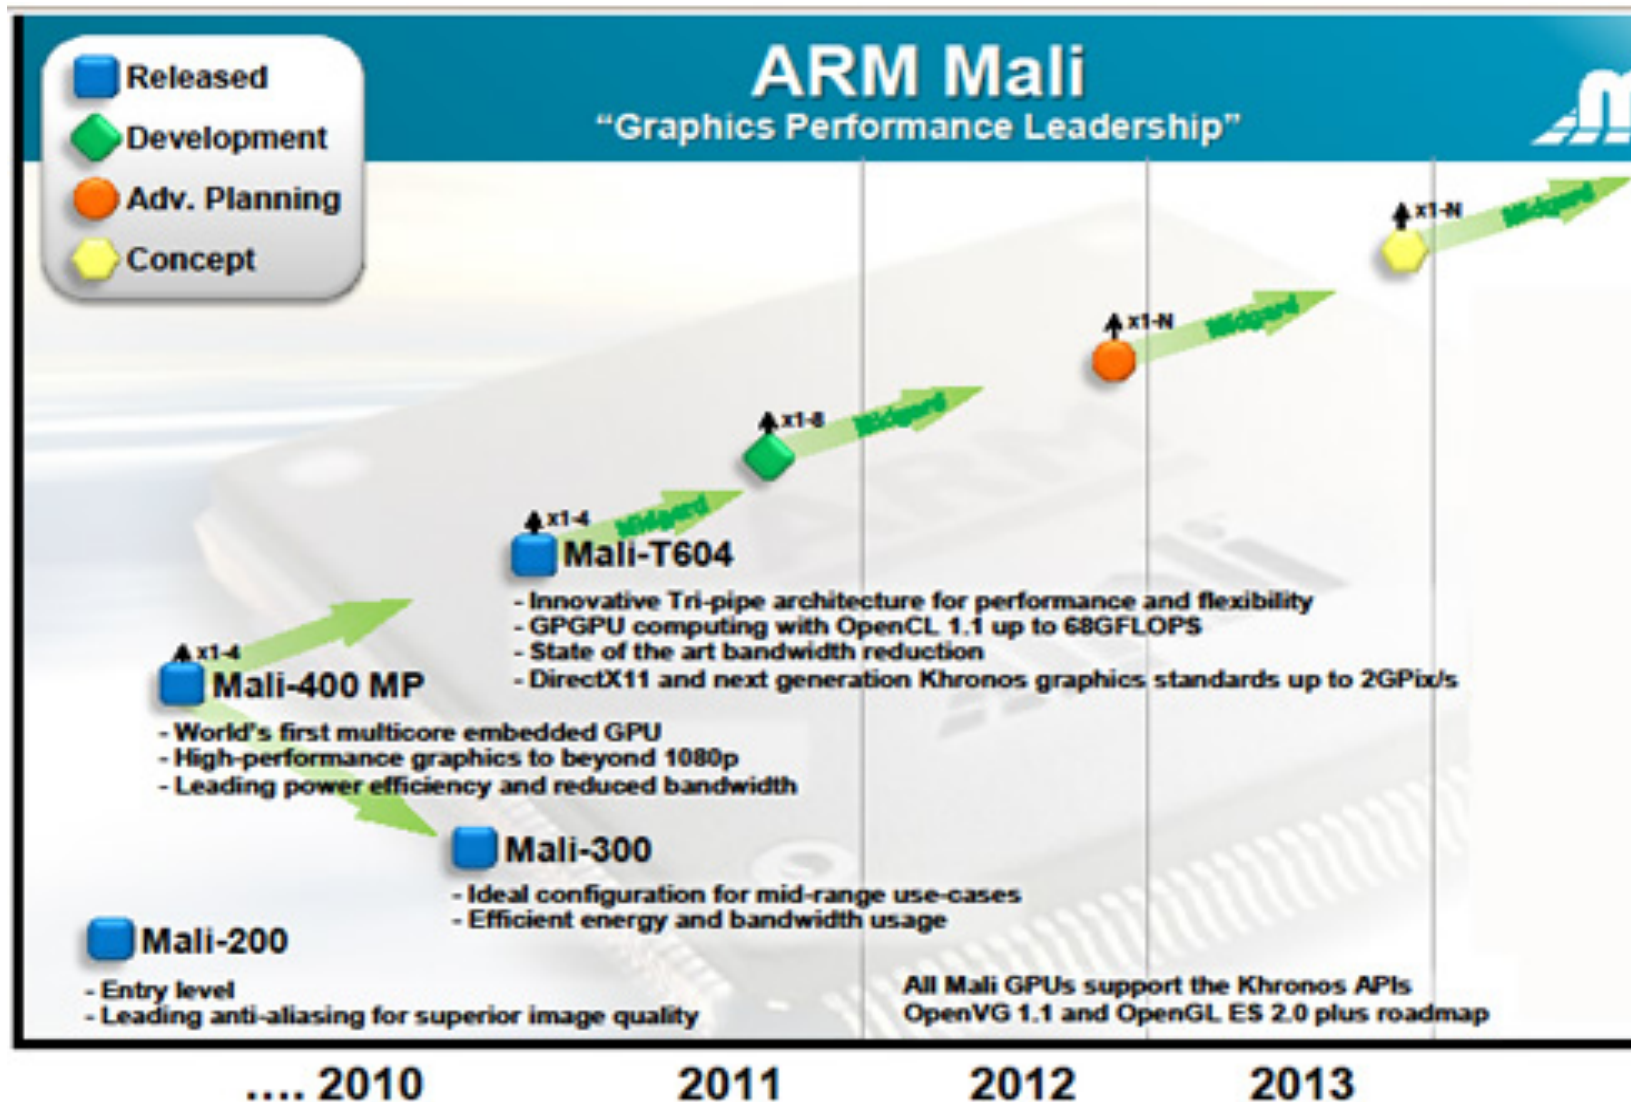 Released
Development
Adv. Planning
Concept
ARM Mali
“Graphics Performance Leadership”
x1-N
Midgard
x1-N
Midgard
x1-8
Midgard
x1-4
Midgard
Mali-T604
- Innovative Tri-pipe architecture for performance and flexibility
- GPGPU computing with OpenCL 1.1 up to 68GFLOPS
- State of the art bandwidth reduction
- DirectX11 and next generation Khronos graphics standards up to 2GPix/s
x1-4
Mali-400 MP
- World's first multicore embedded GPU
- High-performance graphics to beyond 1080p
- Leading power efficiency and reduced bandwidth
Mali-300
- Ideal configuration for mid-range use-cases
- Efficient energy and bandwidth usage
Mali-200
- Entry level
- Leading anti-aliasing for superior image quality
All Mali GPUs support the Khronos APIs
OpenVG 1.1 and OpenGL ES 2.0 plus roadmap
ARM
Mali
.... 2010
2011
2012
2013